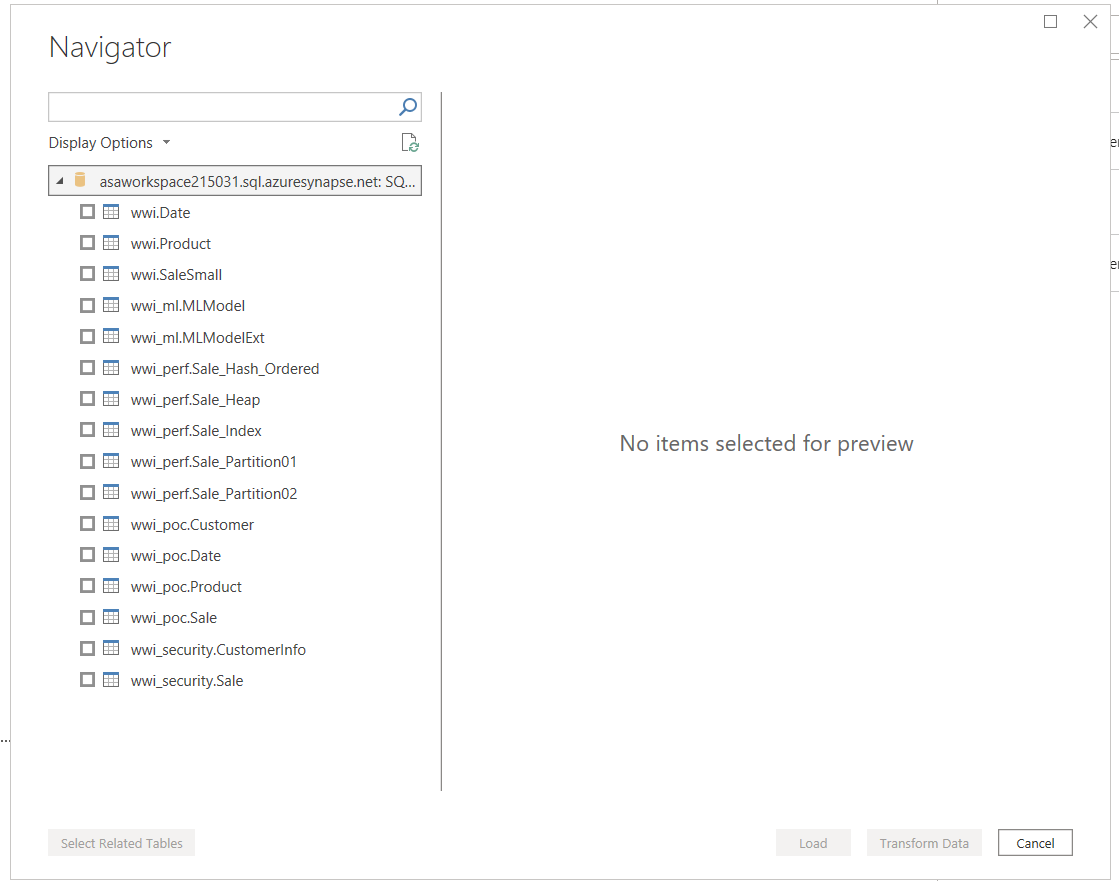 Navigator
Display Options
asaworkspace215031.sql.azuresynapse.net: SQ...
wwi.Date
wwi.Product
wwi.SaleSmall
wwi_ml.MLModel
wwi_ml.MLModelExt
wwi_perf.Sale_Hash_Ordered
wwi_perf.Sale_Heap
wwi_perf.Sale_Index
wwi_perf.Sale_Partition01
wwi_perf.Sale_Partition02
wwi_poc.Customer
wwi_poc.Date
wwi_poc.Product
wwi_poc.Sale
wwi_security.CustomerInfo
wwi_security.Sale
No items selected for preview
Select Related Tables
Load
Transform Data
Cancel